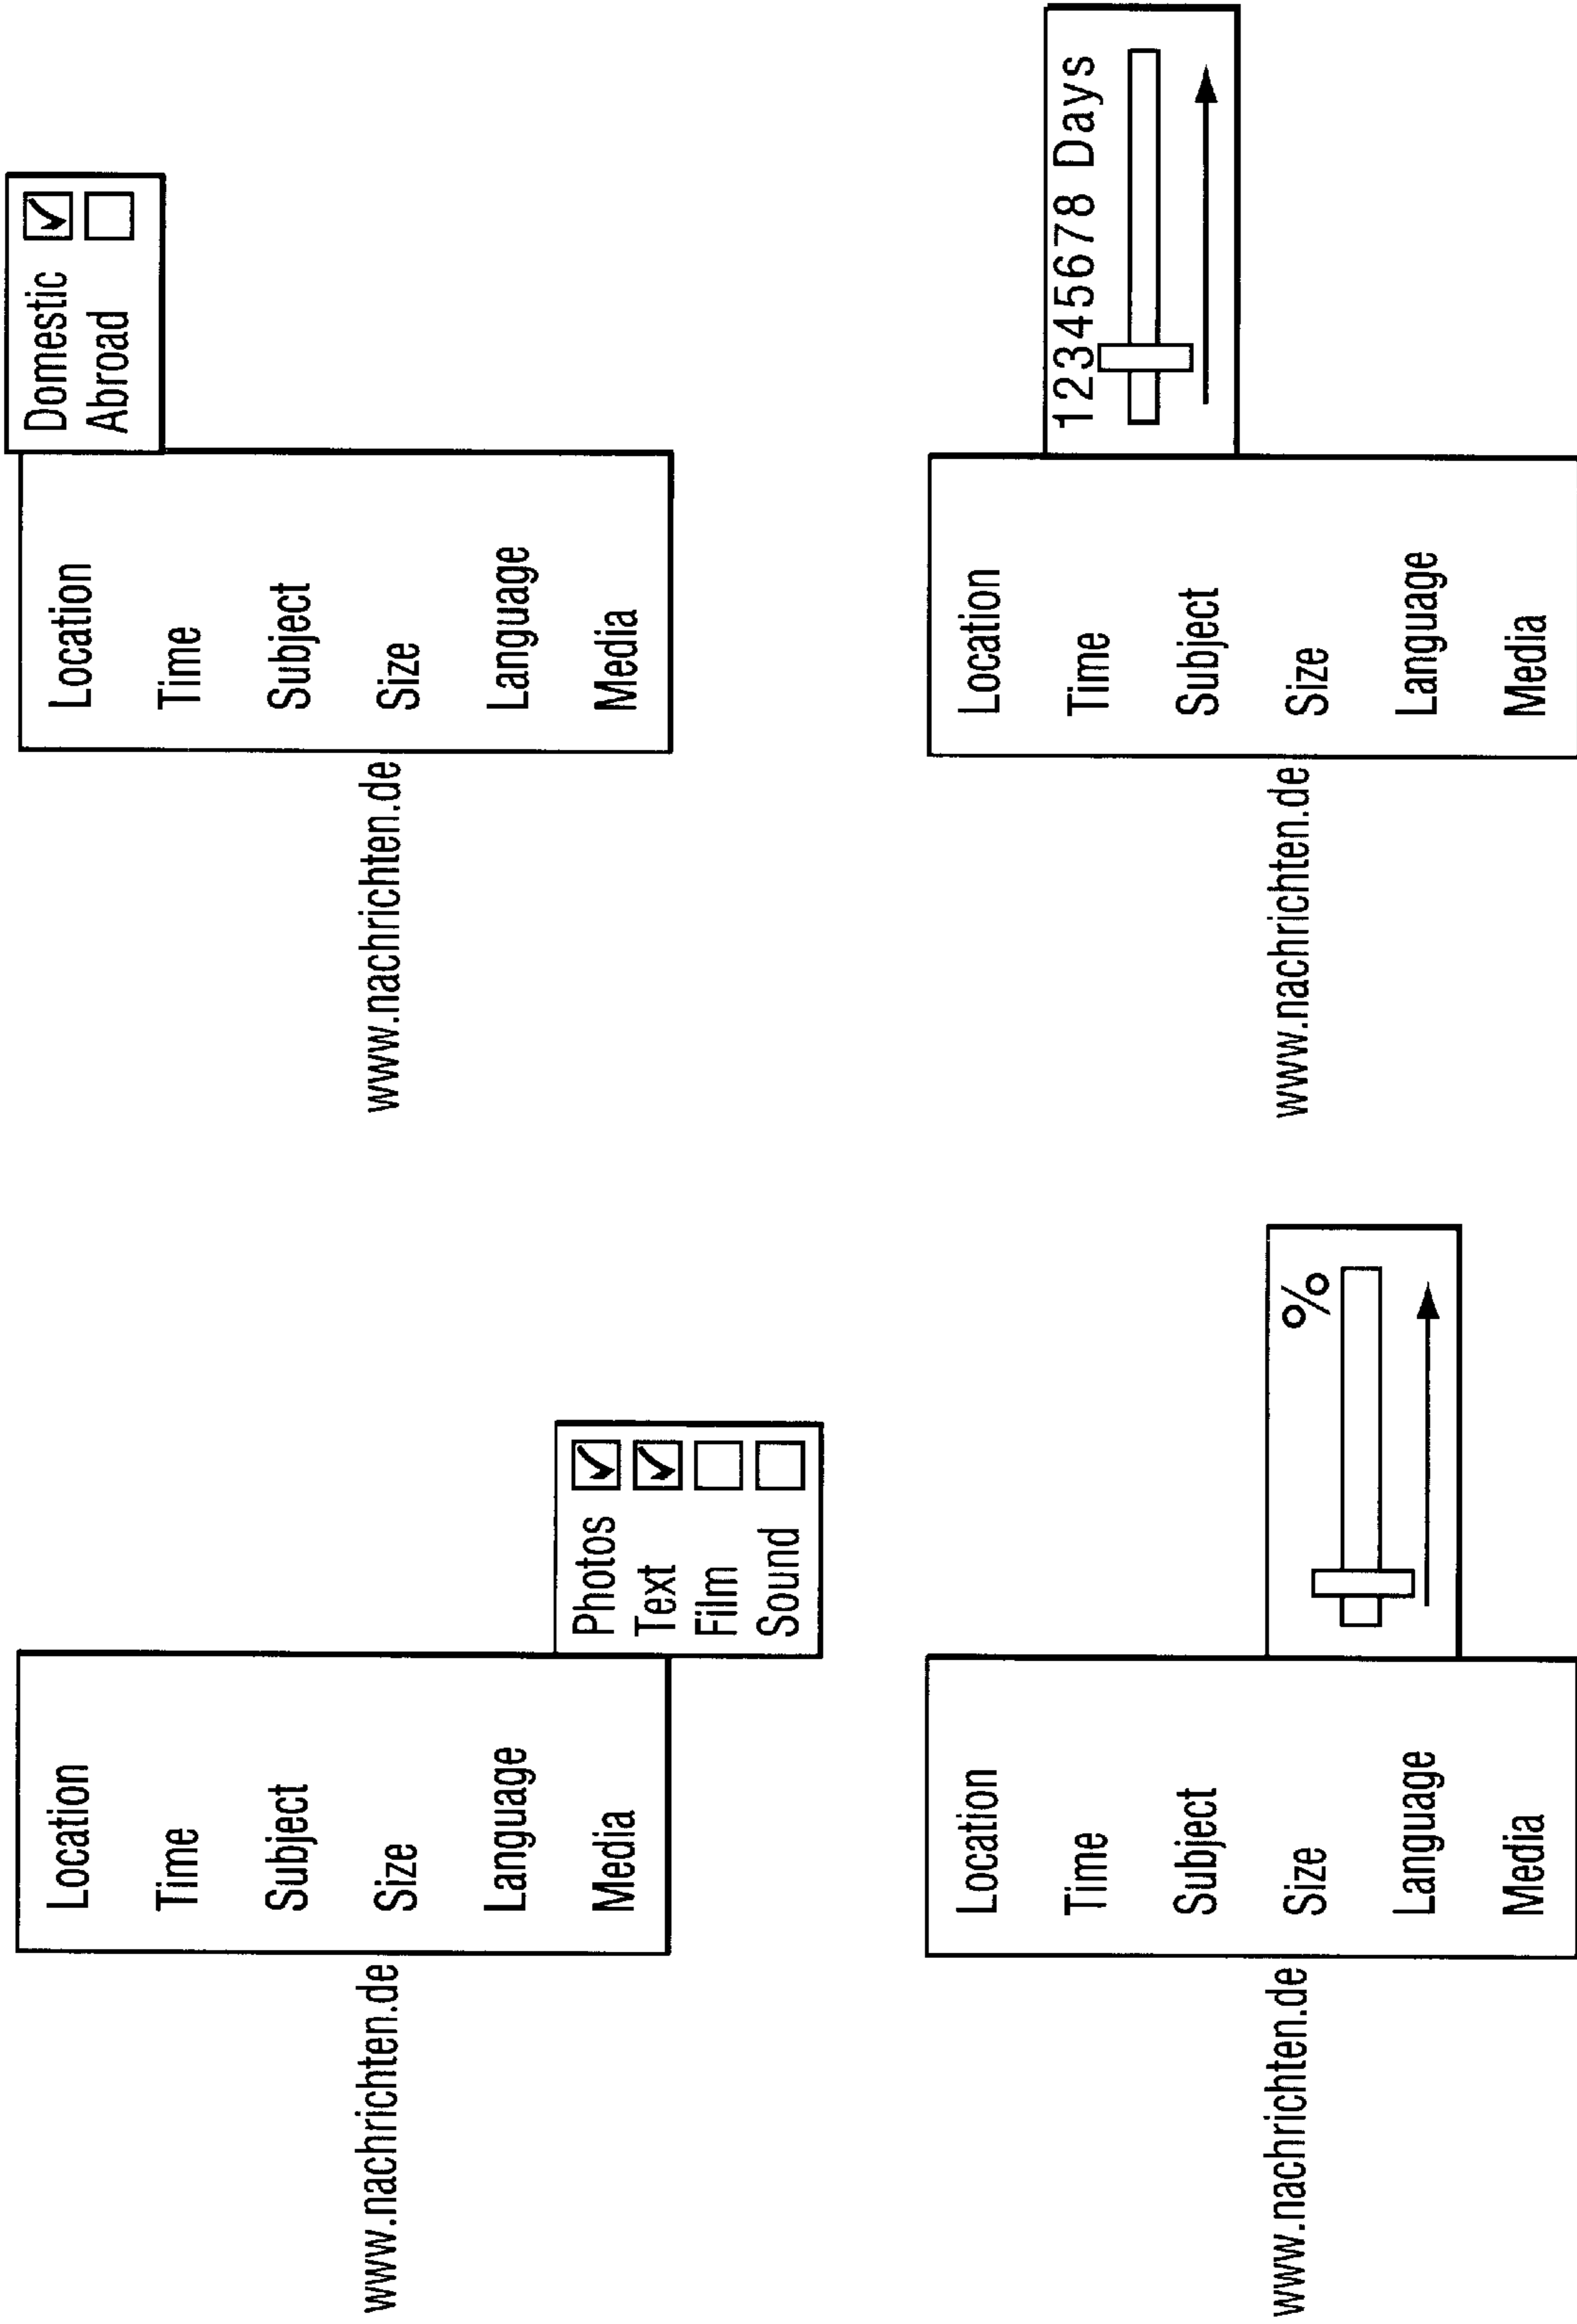 www.nachrichten.de
Location
Time
Subject
Size
Language
Media
Photos
Text
Film
Sound
www.nachrichten.de
Location
Time
Subject
Size
Language
Media
Domestic
Abroad
www.nachrichten.de
Location
Time
Subject
Size
Language
Media
%
www.nachrichten.de
Location
Time
Subject
Size
Language
Media
12345678 Days